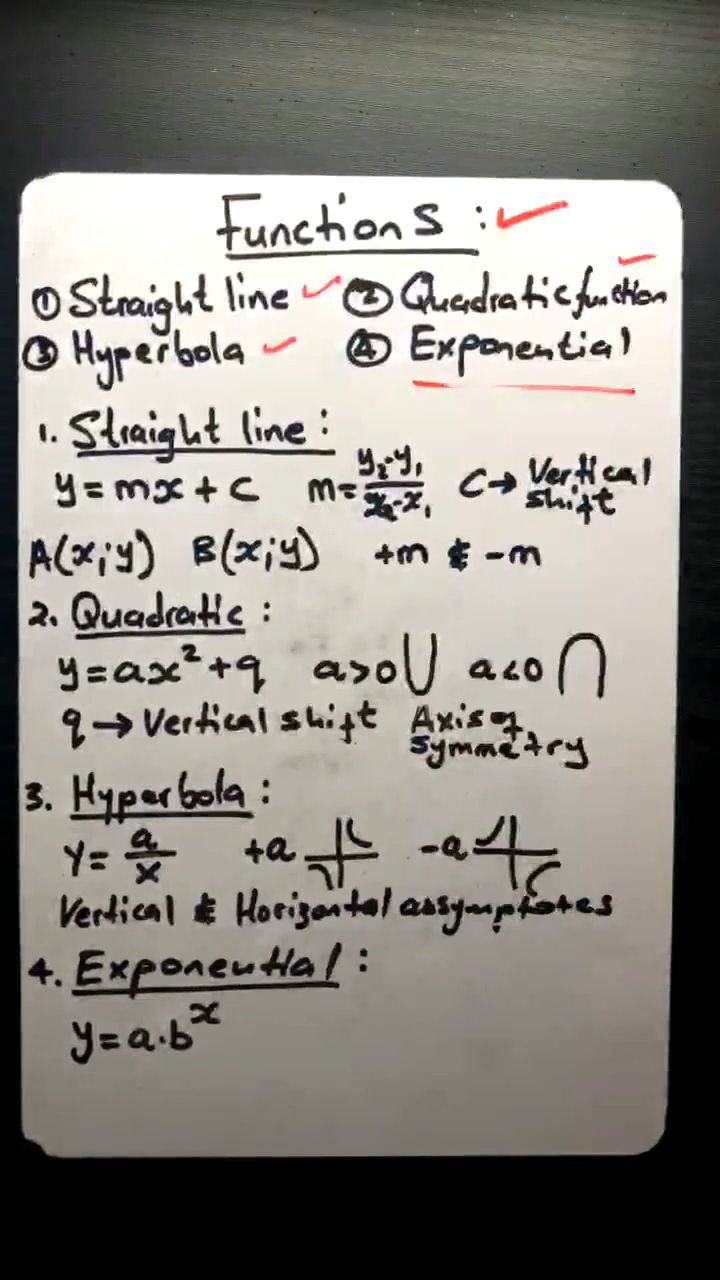 Functions :
① Straight line ② Quadratic function
③ Hyperbola ④ Exponential
1. Straight line :
y = mx + c m = y₂-y₁/x₂-x₁ C → Vertical shift
A(x;y) B(x;y) +m & -m
2. Quadratic :
y = ax² + q a>0 a<0
q → Vertical shift Axis of symmetry
3. Hyperbola :
y = a/x +a -a
Vertical & Horizontal assymptotes
4. Exponential :
y = a.bˣ